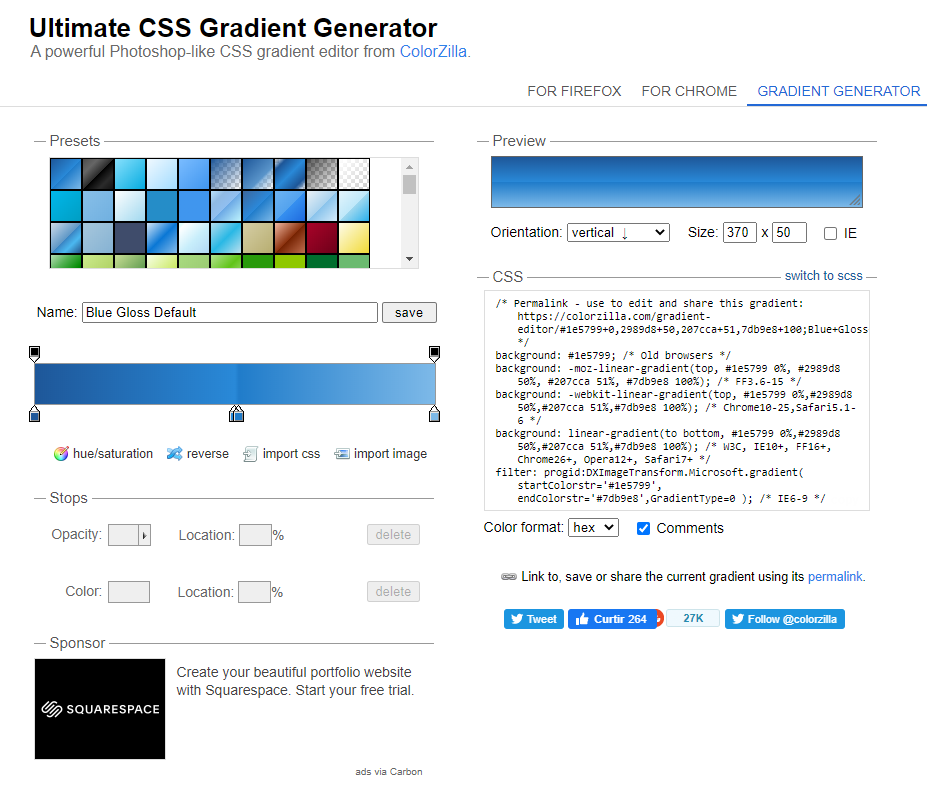 Ultimate CSS Gradient Generator
A powerful Photoshop-like CSS gradient editor from ColorZilla.
FOR FIREFOX
FOR CHROME
GRADIENT GENERATOR
Presets
Name: Blue Gloss Default save
hue/saturation reverse import css import image
Stops
Opacity: Location: % delete
Color: Location: % delete
Sponsor
SQUARESPACE
Create your beautiful portfolio website
with Squarespace. Start your free trial.
ads via Carbon
Preview
Orientation: vertical ↓ Size: 370 x 50 IE
CSS switch to scss
/* Permalink - use to edit and share this gradient:
https://colorzilla.com/gradient-
editor/#1e5799+0,2989d8+50,207cca+51,7db9e8+100;Blue+Gloss
*/
background: #1e5799; /* Old browsers */
background: -moz-linear-gradient(top, #1e5799 0%, #2989d8
50%, #207cca 51%, #7db9e8 100%); /* FF3.6-15 */
background: -webkit-linear-gradient(top, #1e5799 0%,#2989d8
50%,#207cca 51%,#7db9e8 100%); /* Chrome10-25,Safari5.1-
6 */
background: linear-gradient(to bottom, #1e5799 0%,#2989d8
50%,#207cca 51%,#7db9e8 100%); /* W3C, IE10+, FF16+,
Chrome26+, Opera12+, Safari7+ */
filter: progid:DXImageTransform.Microsoft.gradient(
startColorstr='#1e5799',
endColorstr='#7db9e8',GradientType=0 ); /* IE6-9 */
Color format: hex Comments
Link to, save or share the current gradient using its permalink.
Tweet Curtir 264 27K Follow @colorzilla